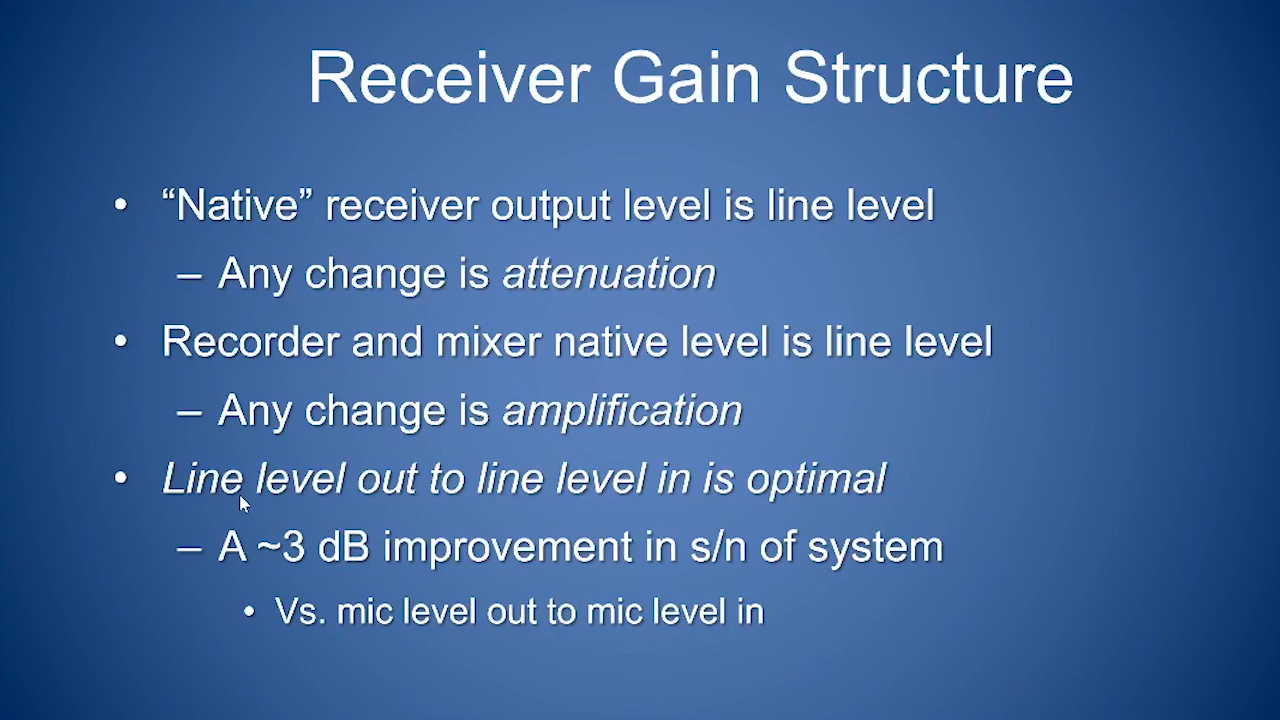 Receiver Gain Structure
• “Native” receiver output level is line level
– Any change is attenuation
• Recorder and mixer native level is line level
– Any change is amplification
• Line level out to line level in is optimal
– A ~3 dB improvement in s/n of system
• Vs. mic level out to mic level in